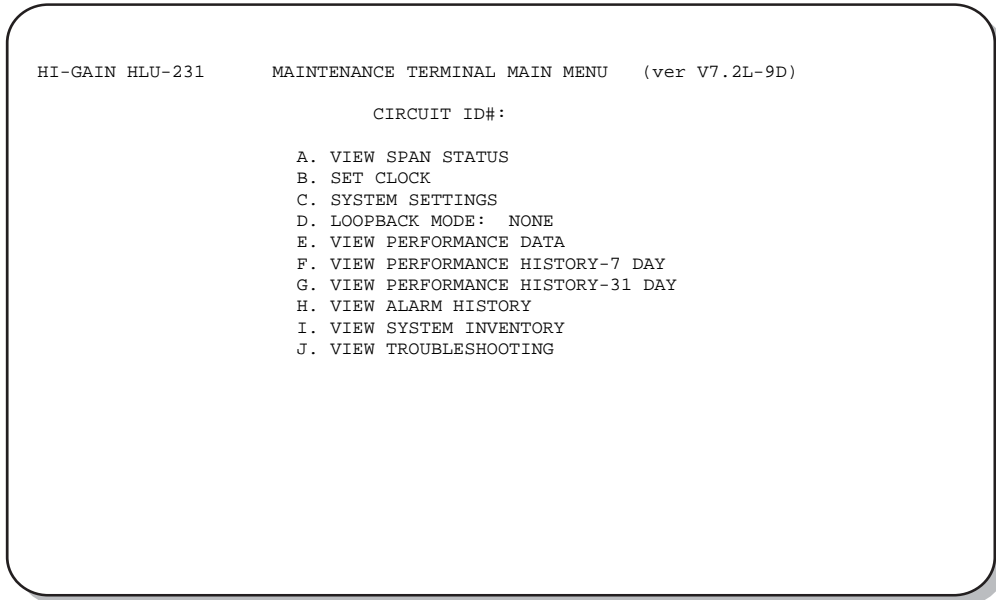 HI-GAIN HLU-231 MAINTENANCE TERMINAL MAIN MENU (ver V7.2L-9D)
CIRCUIT ID#:
A. VIEW SPAN STATUS
B. SET CLOCK
C. SYSTEM SETTINGS
D. LOOPBACK MODE: NONE
E. VIEW PERFORMANCE DATA
F. VIEW PERFORMANCE HISTORY-7 DAY
G. VIEW PERFORMANCE HISTORY-31 DAY
H. VIEW ALARM HISTORY
I. VIEW SYSTEM INVENTORY
J. VIEW TROUBLESHOOTING